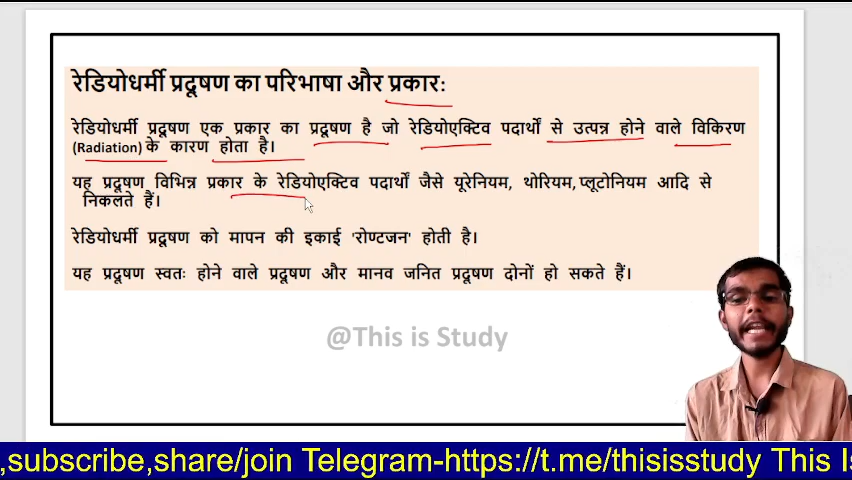 रेडियोधर्मी प्रदूषण का परिभाषा और प्रकार:
रेडियोधर्मी प्रदूषण एक प्रकार का प्रदूषण है जो रेडियोएक्टिव पदार्थों से उत्पन्न होने वाले विकिरण
(Radiation) के कारण होता है।
यह प्रदूषण विभिन्न प्रकार के रेडियोएक्टिव पदार्थों जैसे यूरेनियम, थोरियम, प्लूटोनियम आदि से
निकलते हैं।
रेडियोधर्मी प्रदूषण को मापन की इकाई 'रोण्टजन' होती है।
यह प्रदूषण स्वतः होने वाले प्रदूषण और मानव जनित प्रदूषण दोनों हो सकते हैं।
@This is Study
,subscribe,share/join Telegram-https://t.me/thisisstudy This Is